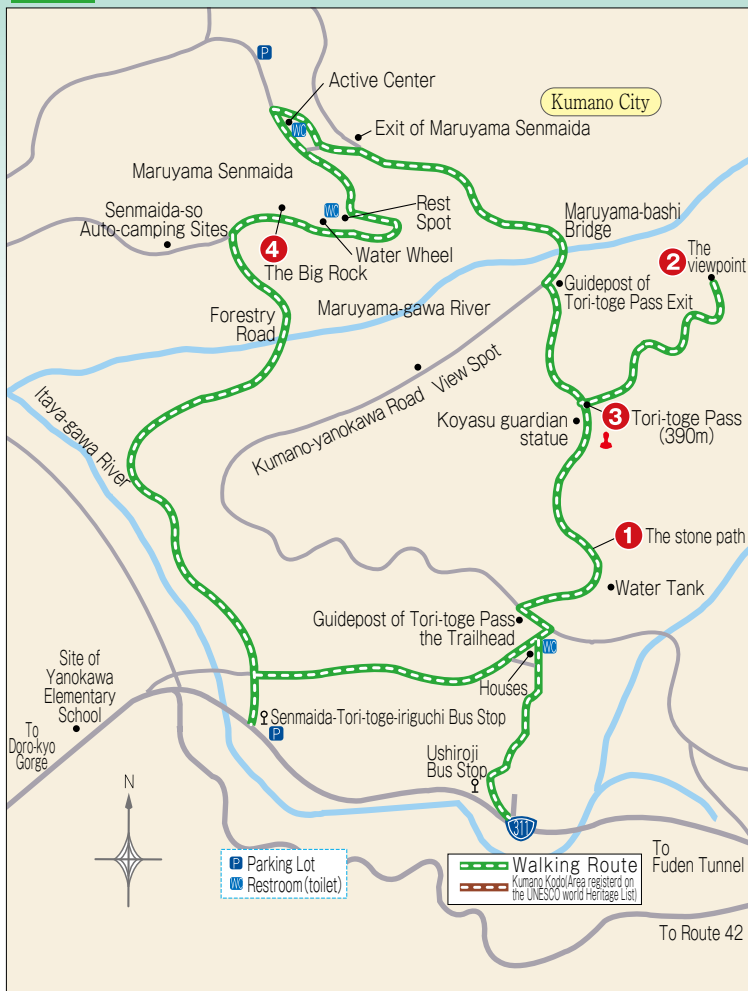 P
Active Center
Kumano City
WC
Exit of Maruyama Senmaida
Maruyama Senmaida
Senmaida-so
Auto-camping Sites
WC
Rest
Spot
Water Wheel
4
The Big Rock
Maruyama-bashi
Bridge
2
The
viewpoint
Guidepost of
Tori-toge Pass Exit
Forestry
Road
Maruyama-gawa River
Kumano-yanokawa Road View Spot
Itaya-gawa River
Koyasu guardian
statue
3
Tori-toge Pass
(390m)
1
The stone path
Water Tank
Guidepost of Tori-toge Pass
the Trailhead
WC
Houses
Site of
Yanokawa
Elementary
School
Senmaida-Tori-toge-iriguchi Bus Stop
P
To
Doro-kyo
Gorge
Ushiroji
Bus Stop
311
N
P Parking Lot
WC Restroom (toilet)
Walking Route
Kumano Kodo(Area registerd on
the UNESCO world Heritage List)
To
Fuden Tunnel
To Route 42